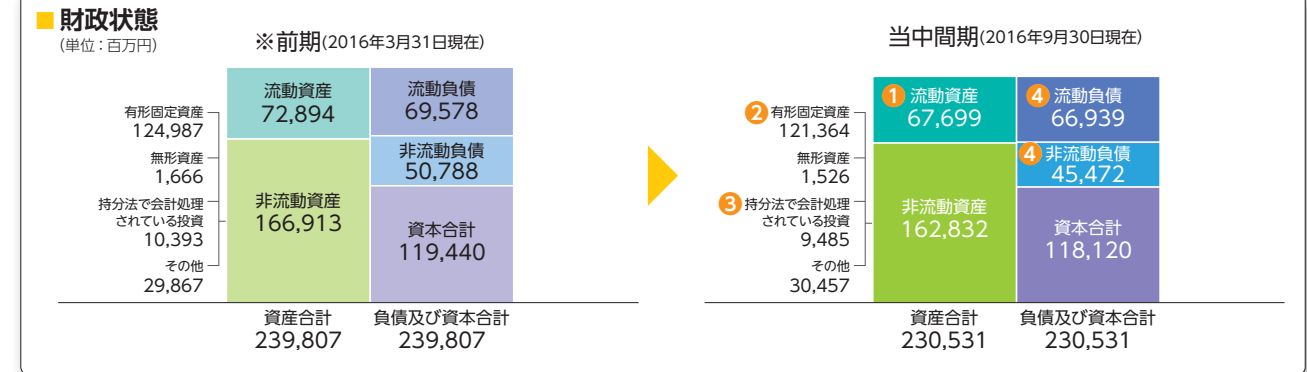 ■財政状態
(単位：百万円)
※前期(2016年3月31日現在)
有形固定資産
124,987
無形資産
1,666
持分法で会計処理
されている投資
10,393
その他
29,867
流動資産
72,894
非流動資産
166,913
流動負債
69,578
非流動負債
50,788
資本合計
119,440
資産合計
239,807
負債及び資本合計
239,807
当中間期(2016年9月30日現在)
❷有形固定資産
121,364
無形資産
1,526
❸持分法で会計処理
されている投資
9,485
その他
30,457
❶流動資産
67,699
非流動資産
162,832
❹流動負債
66,939
❹非流動負債
45,472
資本合計
118,120
資産合計
230,531
負債及び資本合計
230,531